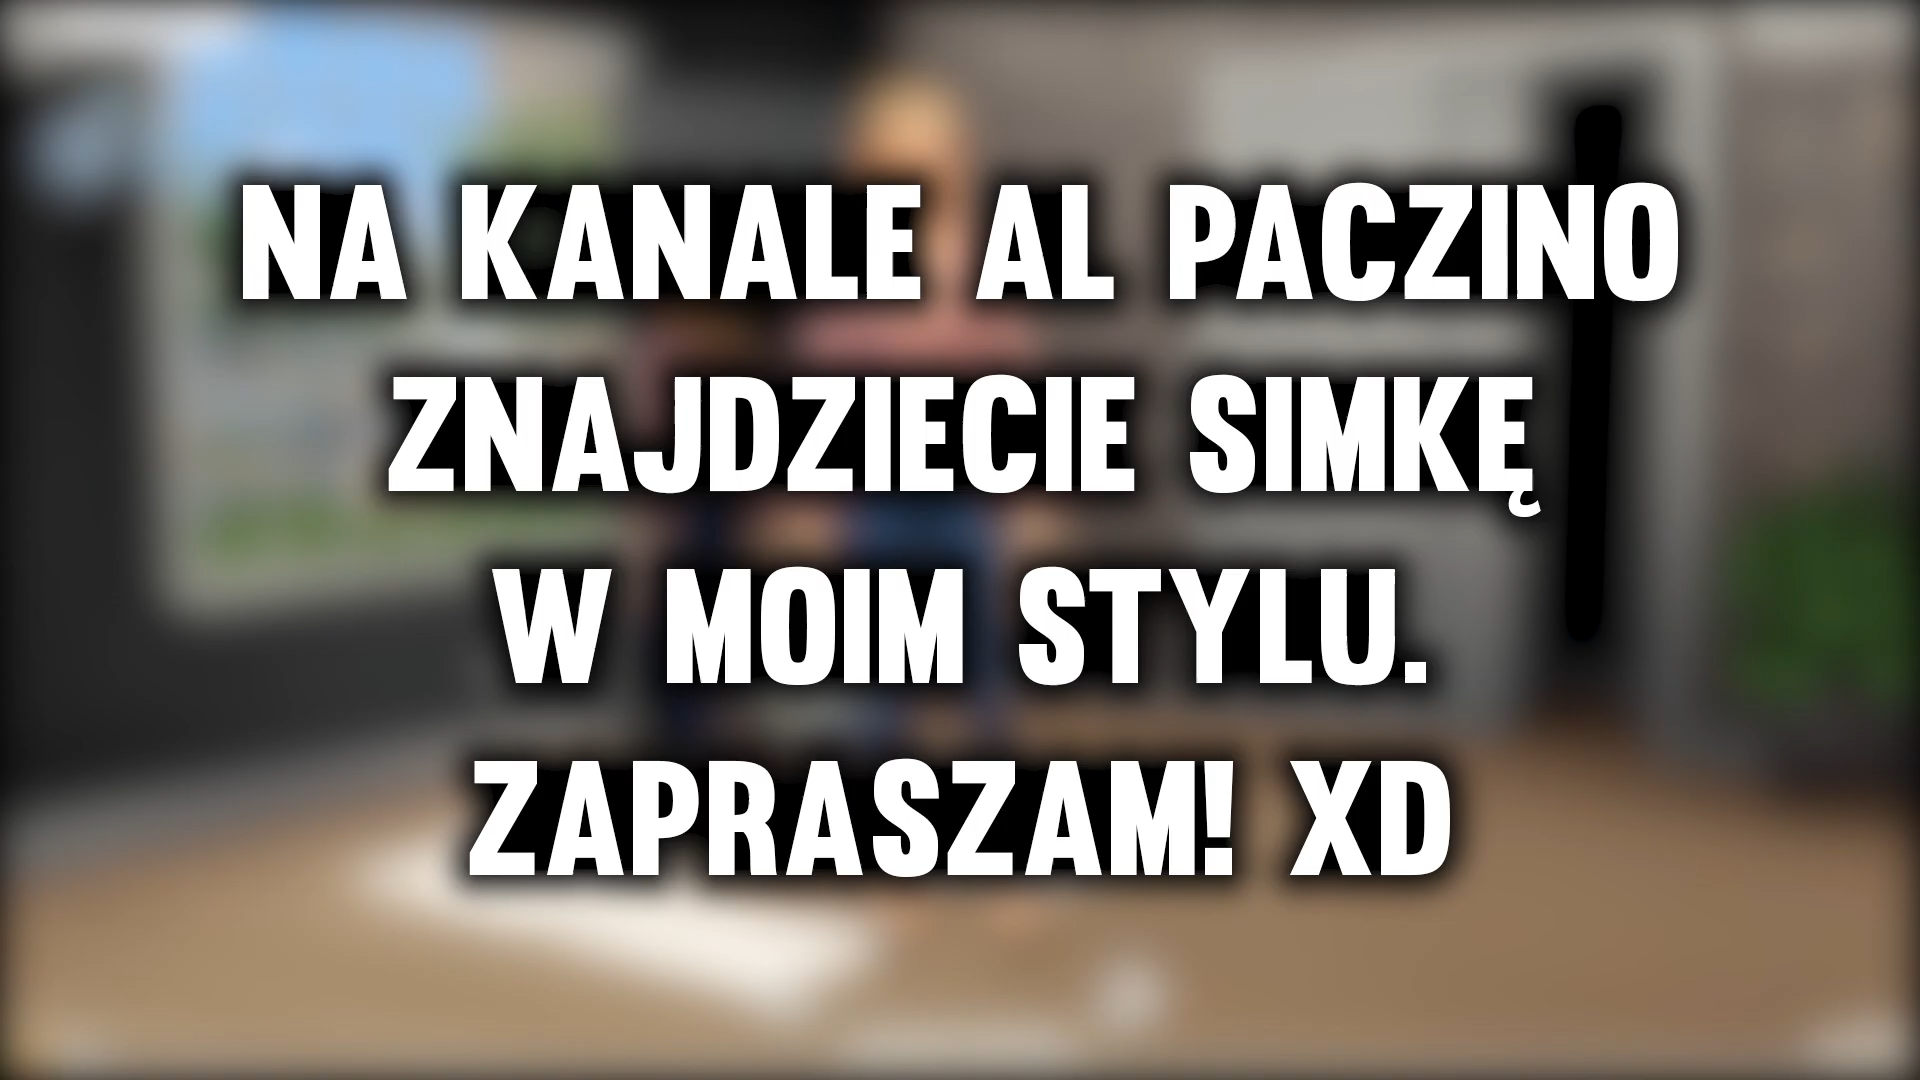 NA KANALE AL PACZINO
ZNAJDZIECIE SIMKĘ
W MOIM STYLU.
ZAPRASZAM! XD